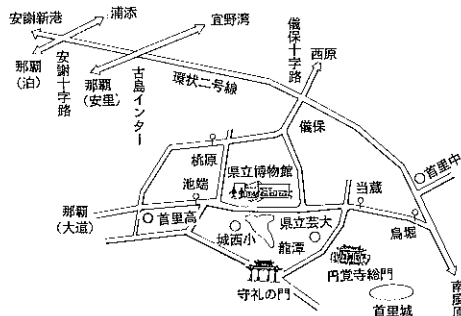 安謝新港
浦添
宜野湾
儀保十字路
西原
那覇
(泊)
安謝十字路
那覇
(安里)
古島インター
環状二号線
儀保
桃原
県立博物館
池端
当蔵
首里中
那覇
(大道)
首里高
城西小
県立芸大
鳥堀
龍潭
守礼の門
円覚寺総門
首里城
南風原